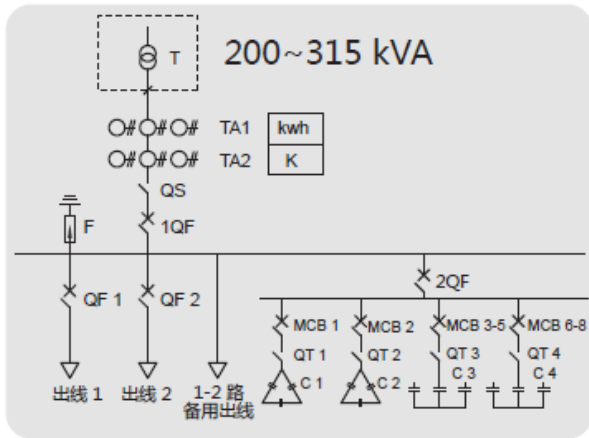 T 200~315 kVA
TA1 kwh
TA2 K
QS
F 1QF
2QF
QF 1 QF 2 MCB 1 MCB 2 MCB 3-5 MCB 6-8
QT 1 QT 2 QT 3 QT 4
C 1 C 2 C 3 C 4
出线 1 出线 2 1-2 路
备用出线